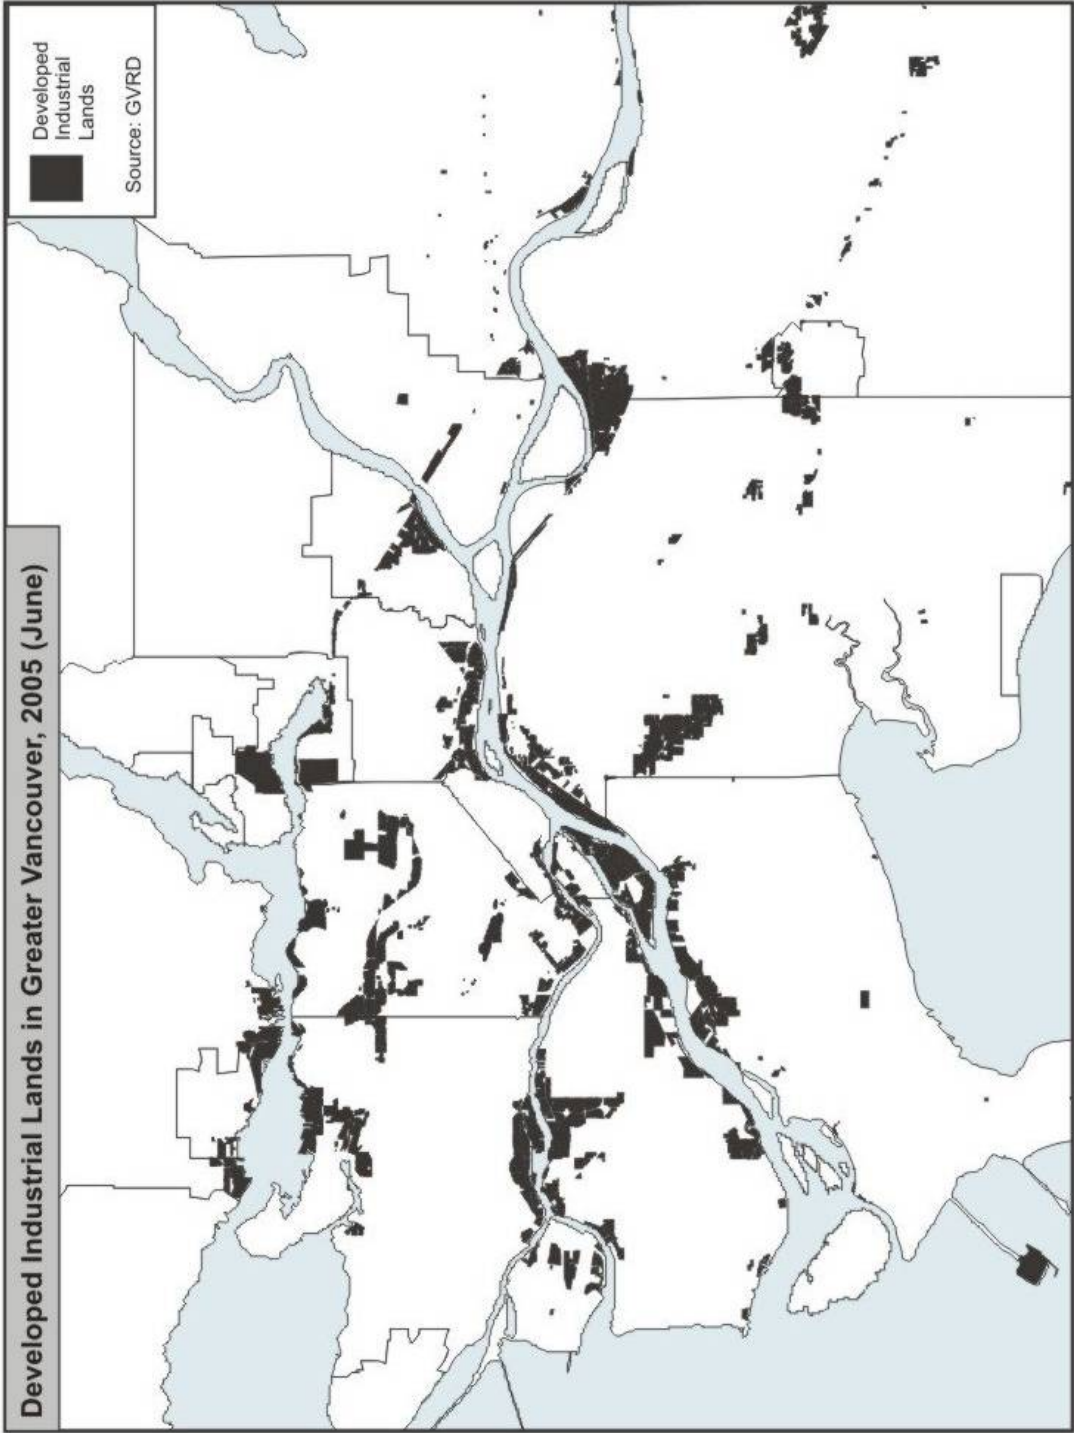 Developed Industrial Lands in Greater Vancouver, 2005 (June)
Developed
Industrial
Lands
Source: GVRD